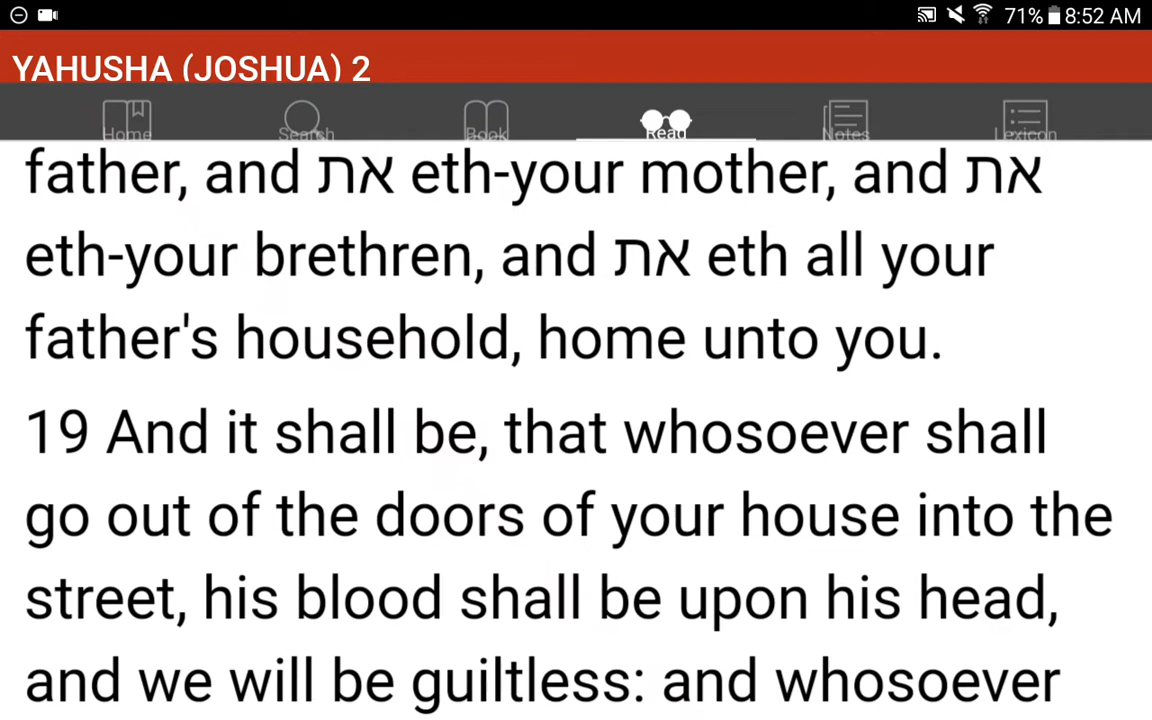 71% 8:52 AM
YAHUSHA (JOSHUA) 2
Home Search Book Read Notes Lexicon
father, and את eth-your mother, and את
eth-your brethren, and את eth all your
father's household, home unto you.
19 And it shall be, that whosoever shall
go out of the doors of your house into the
street, his blood shall be upon his head,
and we will be guiltless: and whosoever